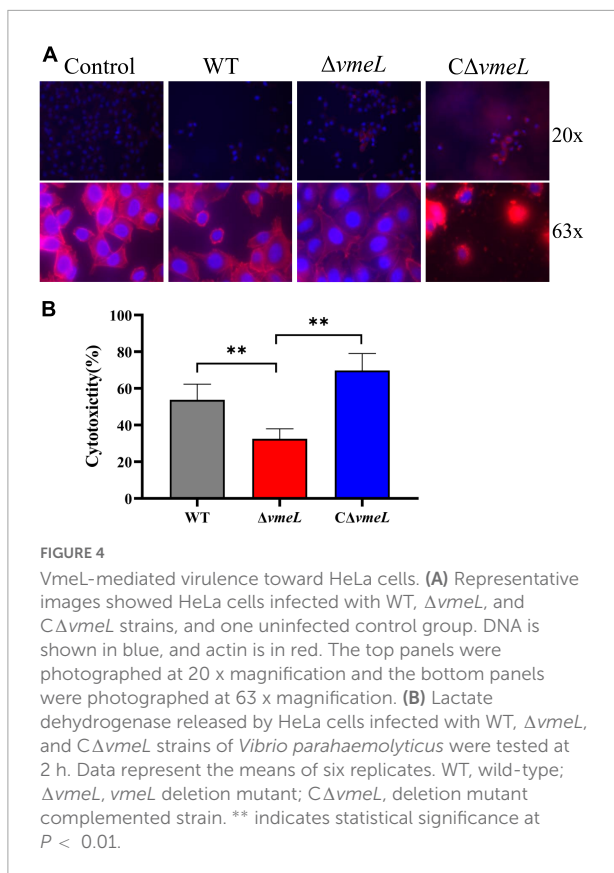 A
Control WT ΔvmeL CΔvmeL
20x
63x
B
100
80
60
40
20
0
Cytotoxictity(%)
** **
WT ΔvmeL CΔvmeL
FIGURE 4
VmeL-mediated virulence toward HeLa cells. (A) Representative
images showed HeLa cells infected with WT, ΔvmeL, and
CΔvmeL strains, and one uninfected control group. DNA is
shown in blue, and actin is in red. The top panels were
photographed at 20 x magnification and the bottom panels
were photographed at 63 x magnification. (B) Lactate
dehydrogenase released by HeLa cells infected with WT, ΔvmeL,
and CΔvmeL strains of Vibrio parahaemolyticus were tested at
2 h. Data represent the means of six replicates. WT, wild-type;
ΔvmeL, vmeL deletion mutant; CΔvmeL, deletion mutant
complemented strain. ** indicates statistical significance at
P < 0.01.